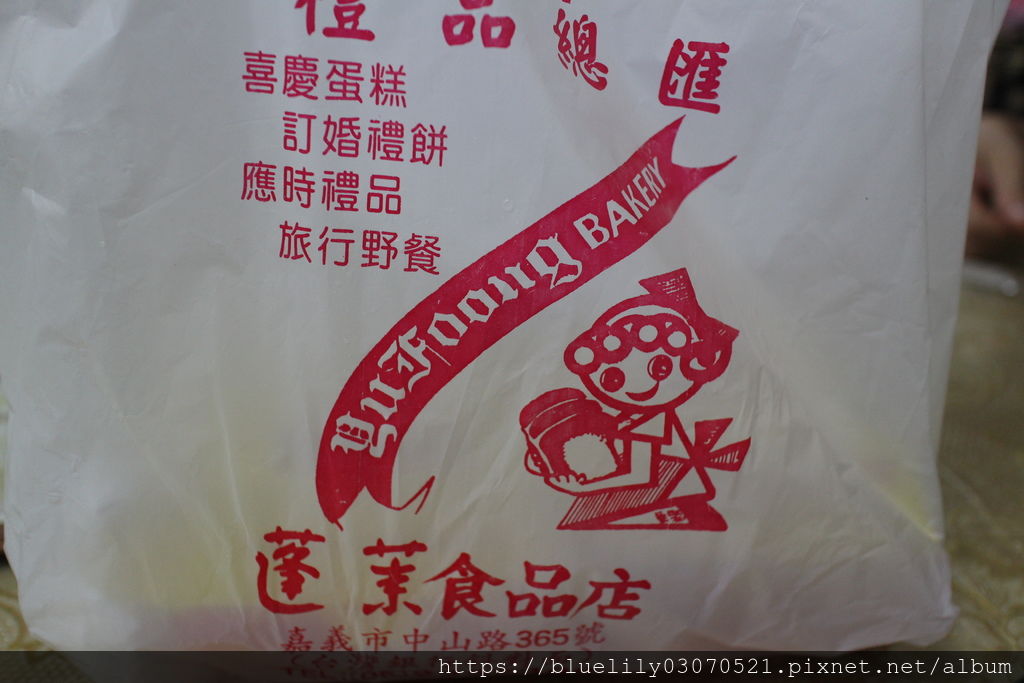 禮品總匯
喜慶蛋糕
訂婚禮餅
應時禮品
旅行野餐
YuFoong BAKERY
蓬萊食品店
嘉義市中山路365號
https://bluelily03070521.pixnet.net/album